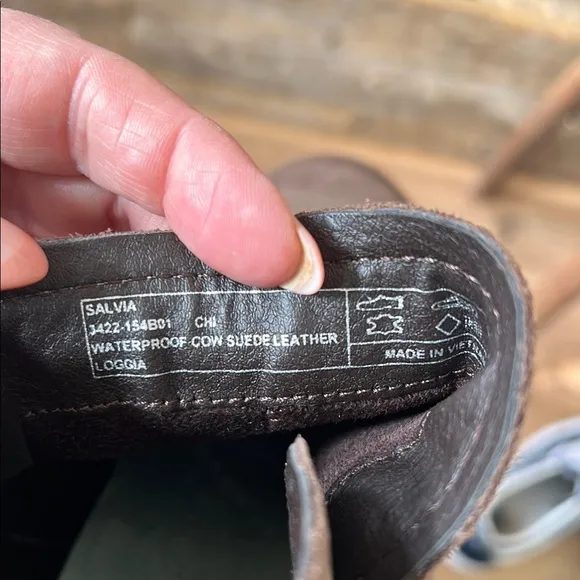 SALVIA
3422-154B01 CHI
WATERPROOF COW SUEDE LEATHER
LOGGIA
MADE IN